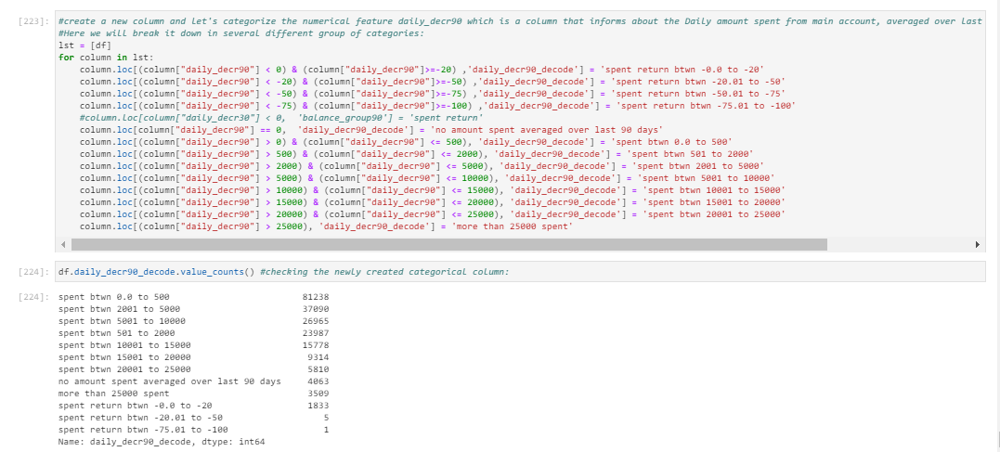 [223]:
#create a new column and Let's categorize the numerical feature daily_decr90 which is a column that informs about the Daily amount spent from main account, averaged over last
#Here we will break it down in several different group of categories:
lst = [df]
for column in lst:
    column.loc[(column["daily_decr90"] < 0) & (column["daily_decr90"]>=-20) ,'daily_decr90_decode'] = 'spent return btwn -0.0 to -20'
    column.loc[(column["daily_decr90"] < -20) & (column["daily_decr90"]>=-50) ,'daily_decr90_decode'] = 'spent return btwn -20.01 to -50'
    column.loc[(column["daily_decr90"] < -50) & (column["daily_decr90"]>=-75) ,'daily_decr90_decode'] = 'spent return btwn -50.01 to -75'
    column.loc[(column["daily_decr90"] < -75) & (column["daily_decr90"]>=-100) ,'daily_decr90_decode'] = 'spent return btwn -75.01 to -100'
    #column.loc[column["daily_decr30"] < 0,  'balance_group90'] = 'spent return'
    column.loc[column["daily_decr90"] == 0,  'daily_decr90_decode'] = 'no amount spent averaged over last 90 days'
    column.loc[(column["daily_decr90"] > 0) & (column["daily_decr90"] <= 500), 'daily_decr90_decode'] = 'spent btwn 0.0 to 500'
    column.loc[(column["daily_decr90"] > 500) & (column["daily_decr90"] <= 2000), 'daily_decr90_decode'] = 'spent btwn 501 to 2000'
    column.loc[(column["daily_decr90"] > 2000) & (column["daily_decr90"] <= 5000), 'daily_decr90_decode'] = 'spent btwn 2001 to 5000'
    column.loc[(column["daily_decr90"] > 5000) & (column["daily_decr90"] <= 10000), 'daily_decr90_decode'] = 'spent btwn 5001 to 10000'
    column.loc[(column["daily_decr90"] > 10000) & (column["daily_decr90"] <= 15000), 'daily_decr90_decode'] = 'spent btwn 10001 to 15000'
    column.loc[(column["daily_decr90"] > 15000) & (column["daily_decr90"] <= 20000), 'daily_decr90_decode'] = 'spent btwn 15001 to 20000'
    column.loc[(column["daily_decr90"] > 20000) & (column["daily_decr90"] <= 25000), 'daily_decr90_decode'] = 'spent btwn 20001 to 25000'
    column.loc[(column["daily_decr90"] > 25000), 'daily_decr90_decode'] = 'more than 25000 spent'
[224]:
df.daily_decr90_decode.value_counts() #checking the newly created categorical column:
[224]:
spent btwn 0.0 to 500                         81238
spent btwn 2001 to 5000                       37090
spent btwn 5001 to 10000                      26965
spent btwn 501 to 2000                        23987
spent btwn 10001 to 15000                     15778
spent btwn 15001 to 20000                      9314
spent btwn 20001 to 25000                      5810
no amount spent averaged over last 90 days     4063
more than 25000 spent                          3509
spent return btwn -0.0 to -20                  1833
spent return btwn -20.01 to -50                   5
spent return btwn -75.01 to -100                  1
Name: daily_decr90_decode, dtype: int64